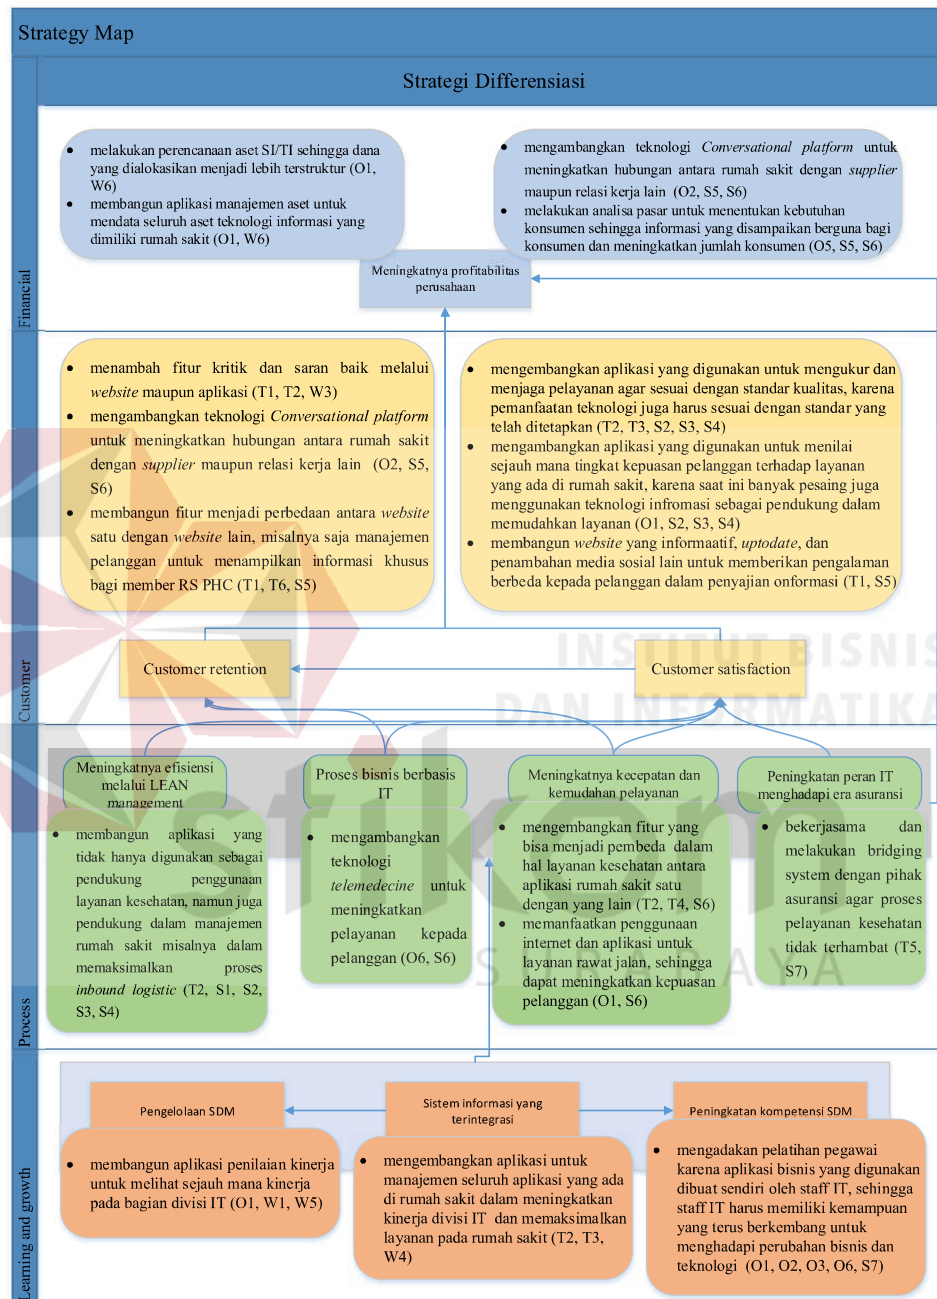 Strategy Map
Strategi Differensiasi
Financial
• melakukan perencanaan aset SI/TI sehingga dana
yang dialokasikan menjadi lebih terstruktur (O1,
W6)
• membangun aplikasi manajemen aset untuk
mendata seluruh aset teknologi informasi yang
dimiliki rumah sakit (O1, W6)
• mengambangkan teknologi Conversational platform untuk
meningkatkan hubungan antara rumah sakit dengan supplier
maupun relasi kerja lain (O2, S5, S6)
• melakukan analisa pasar untuk menentukan kebutuhan
konsumen sehingga informasi yang disampaikan berguna bagi
konsumen dan meningkatkan jumlah konsumen (O5, S5, S6)
Meningkatnya profitabilitas
perusahaan
Customer
• menambah fitur kritik dan saran baik melalui
website maupun aplikasi (T1, T2, W3)
• mengambangkan teknologi Conversational platform
untuk meningkatkan hubungan antara rumah sakit
dengan supplier maupun relasi kerja lain (O2, S5,
S6)
• membangun fitur menjadi perbedaan antara website
satu dengan website lain, misalnya saja manajemen
pelanggan untuk menampilkan informasi khusus
bagi member RS PHC (T1, T6, S5)
• mengembangkan aplikasi yang digunakan untuk mengukur dan
menjaga pelayanan agar sesuai dengan standar kualitas, karena
pemanfaatan teknologi juga harus sesuai dengan standar yang
telah ditetapkan (T2, T3, S2, S3, S4)
• mengambangkan aplikasi yang digunakan untuk menilai
sejauh mana tingkat kepuasan pelanggan terhadap layanan
yang ada di rumah sakit, karena saat ini banyak pesaing juga
menggunakan teknologi infromasi sebagai pendukung dalam
memudahkan layanan (O1, S2, S3, S4)
• membangun website yang informaatif, uptodate, dan
penambahan media sosial lain untuk memberikan pengalaman
berbeda kepada pelanggan dalam penyajian onformasi (T1, S5)
Customer retention
Customer satisfaction
INSTITUT BISNIS
DAN INFORMATIKA
stikom
SURABAYA
Process
Meningkatnya efisiensi
melalui LEAN
management
• membangun aplikasi yang
tidak hanya digunakan sebagai
pendukung penggunaan
layanan kesehatan, namun juga
pendukung dalam manajemen
rumah sakit misalnya dalam
memaksimalkan proses
inbound logistic (T2, S1, S2,
S3, S4)
Proses bisnis berbasis
IT
• mengambangkan
teknologi
telemedecine untuk
meningkatkan
pelayanan kepada
pelanggan (O6, S6)
Meningkatnya kecepatan dan
kemudahan pelayanan
• mengembangkan fitur yang
bisa menjadi pembeda dalam
hal layanan kesehatan antara
aplikasi rumah sakit satu
dengan yang lain (T2, T4, S6)
• memanfaatkan penggunaan
internet dan aplikasi untuk
layanan rawat jalan, sehingga
dapat meningkatkan kepuasan
pelanggan (O1, S6)
Peningkatan peran IT
menghadapi era asuransi
• bekerjasama dan
melakukan bridging
system dengan pihak
asuransi agar proses
pelayanan kesehatan
tidak terhambat (T5,
S7)
Learning and growth
Pengelolaan SDM
• membangun aplikasi penilaian kinerja
untuk melihat sejauh mana kinerja
pada bagian divisi IT (O1, W1, W5)
Sistem informasi yang
terintegrasi
• mengembangkan aplikasi untuk
manajemen seluruh aplikasi yang ada
di rumah sakit dalam meningkatkan
kinerja divisi IT dan memaksimalkan
layanan pada rumah sakit (T2, T3,
W4)
Peningkatan kompetensi SDM
• mengadakan pelatihan pegawai
karena aplikasi bisnis yang digunakan
dibuat sendiri oleh staff IT, sehingga
staff IT harus memiliki kemampuan
yang terus berkembang untuk
menghadapi perubahan bisnis dan
teknologi (O1, O2, O3, O6, S7)